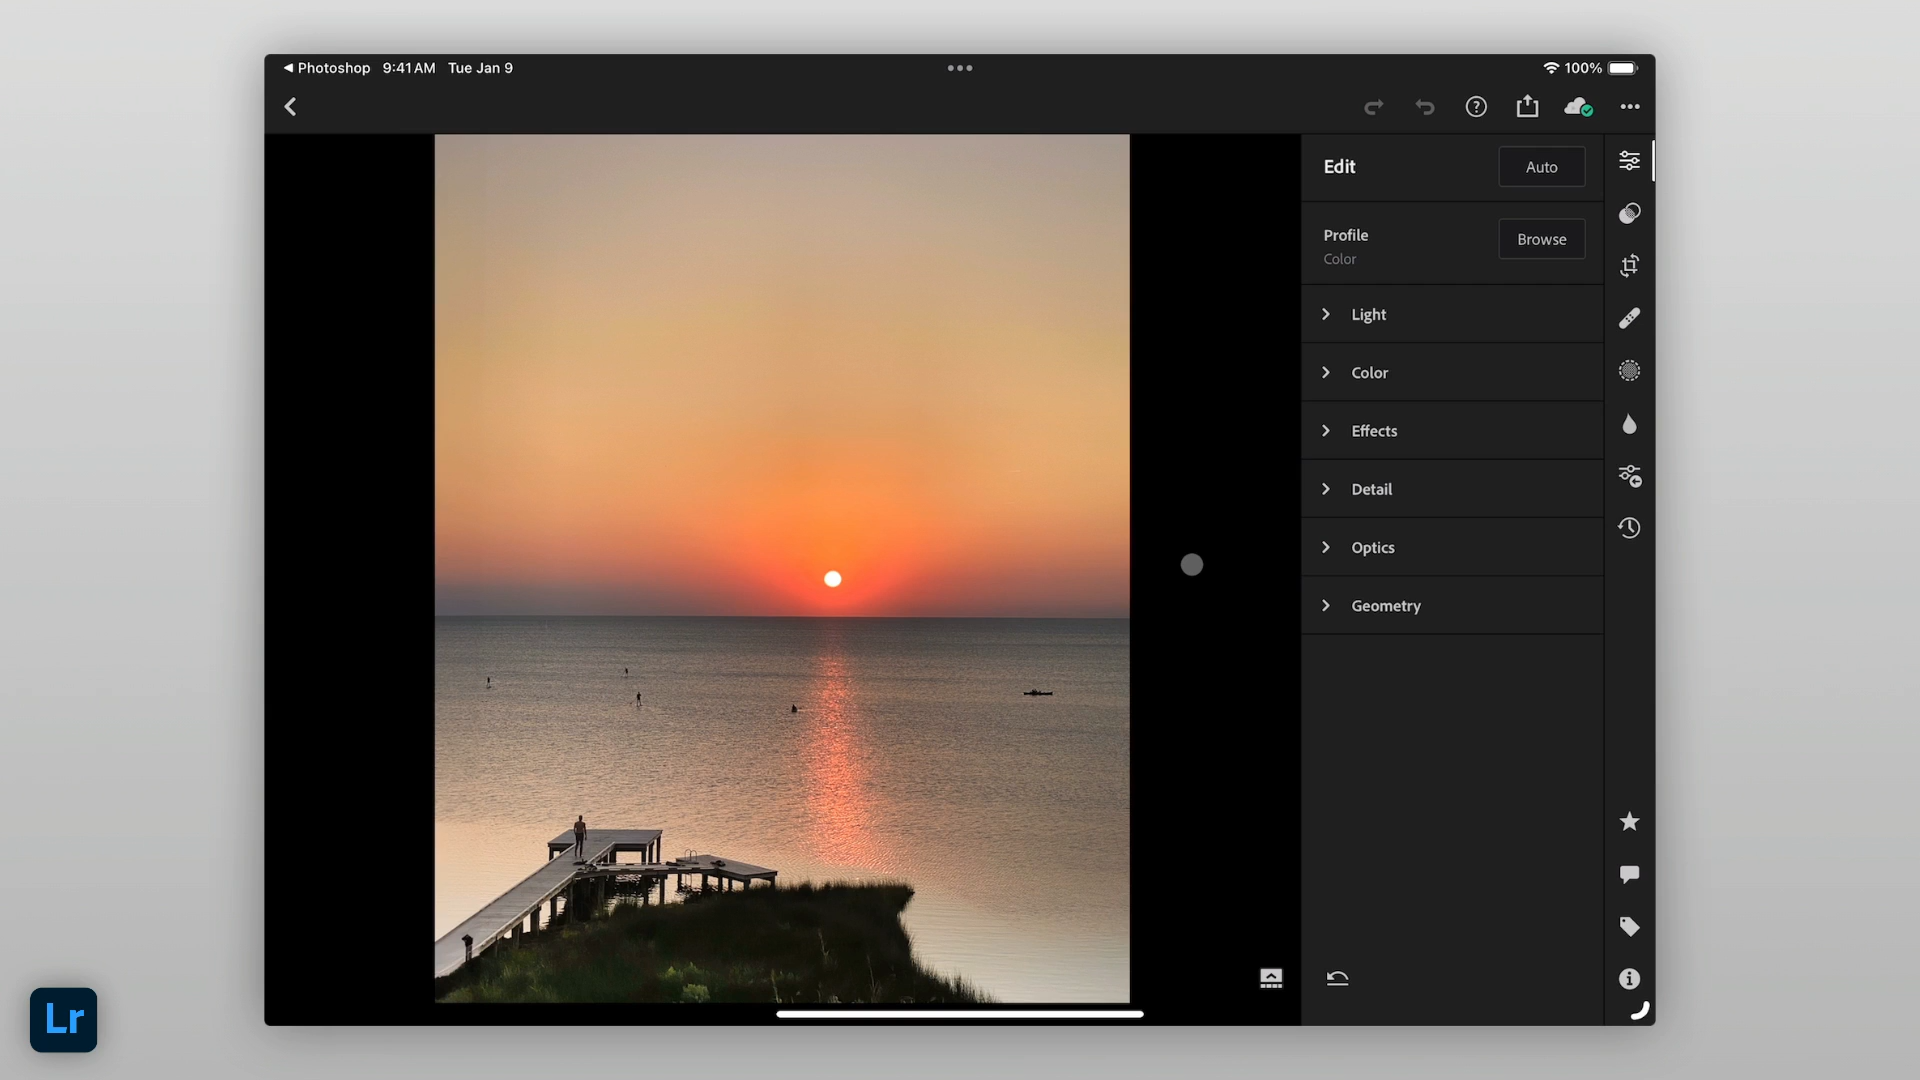 ◀ Photoshop 9:41 AM Tue Jan 9
100%
Edit
Auto
Profile
Color
Browse
Light
Color
Effects
Detail
Optics
Geometry
Lr